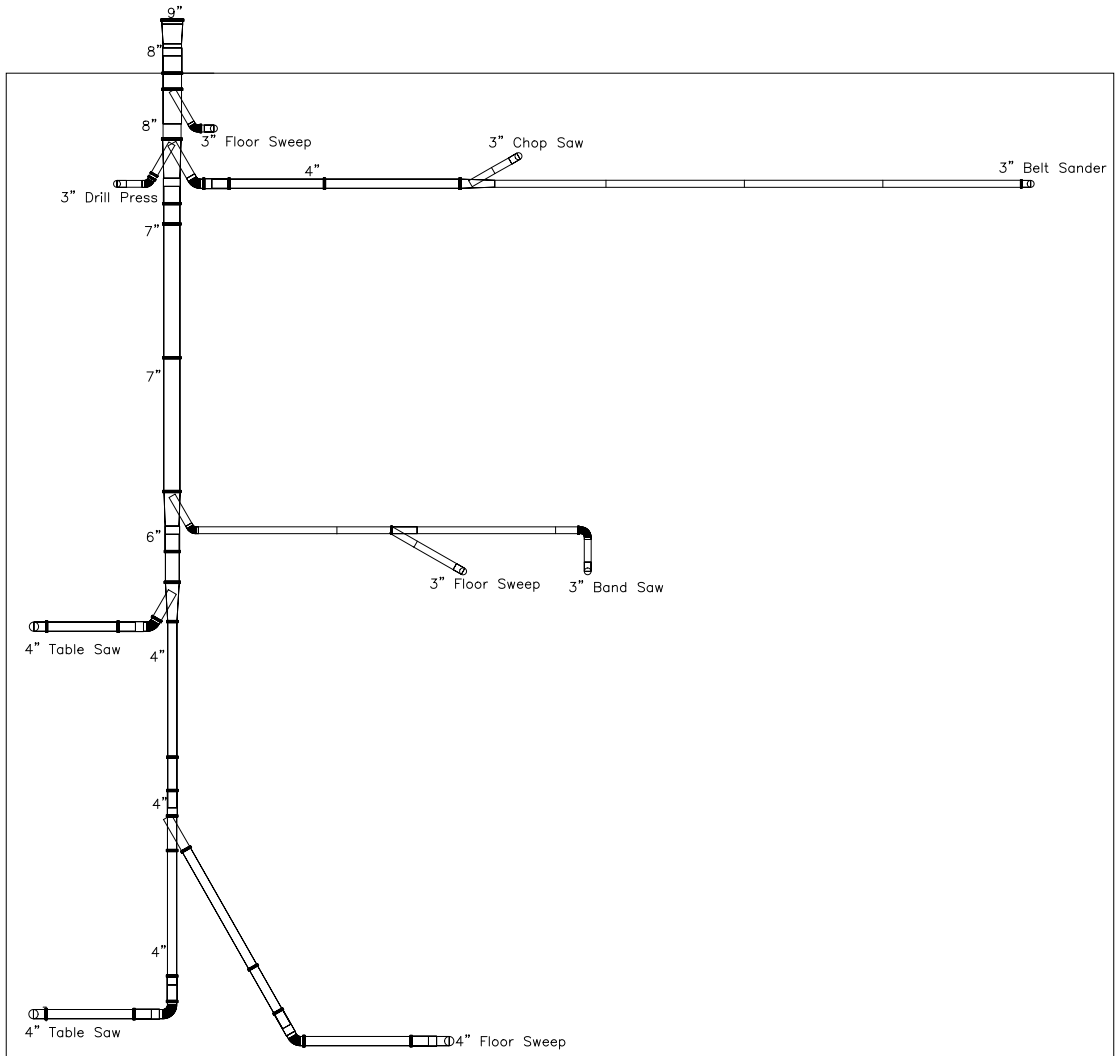 9”
8”
8”
3” Floor Sweep
3” Chop Saw
4”
3” Belt Sander
3” Drill Press
7”
7”
6”
3” Floor Sweep
3” Band Saw
4” Table Saw
4”
4”
4”
4” Table Saw
4” Floor Sweep